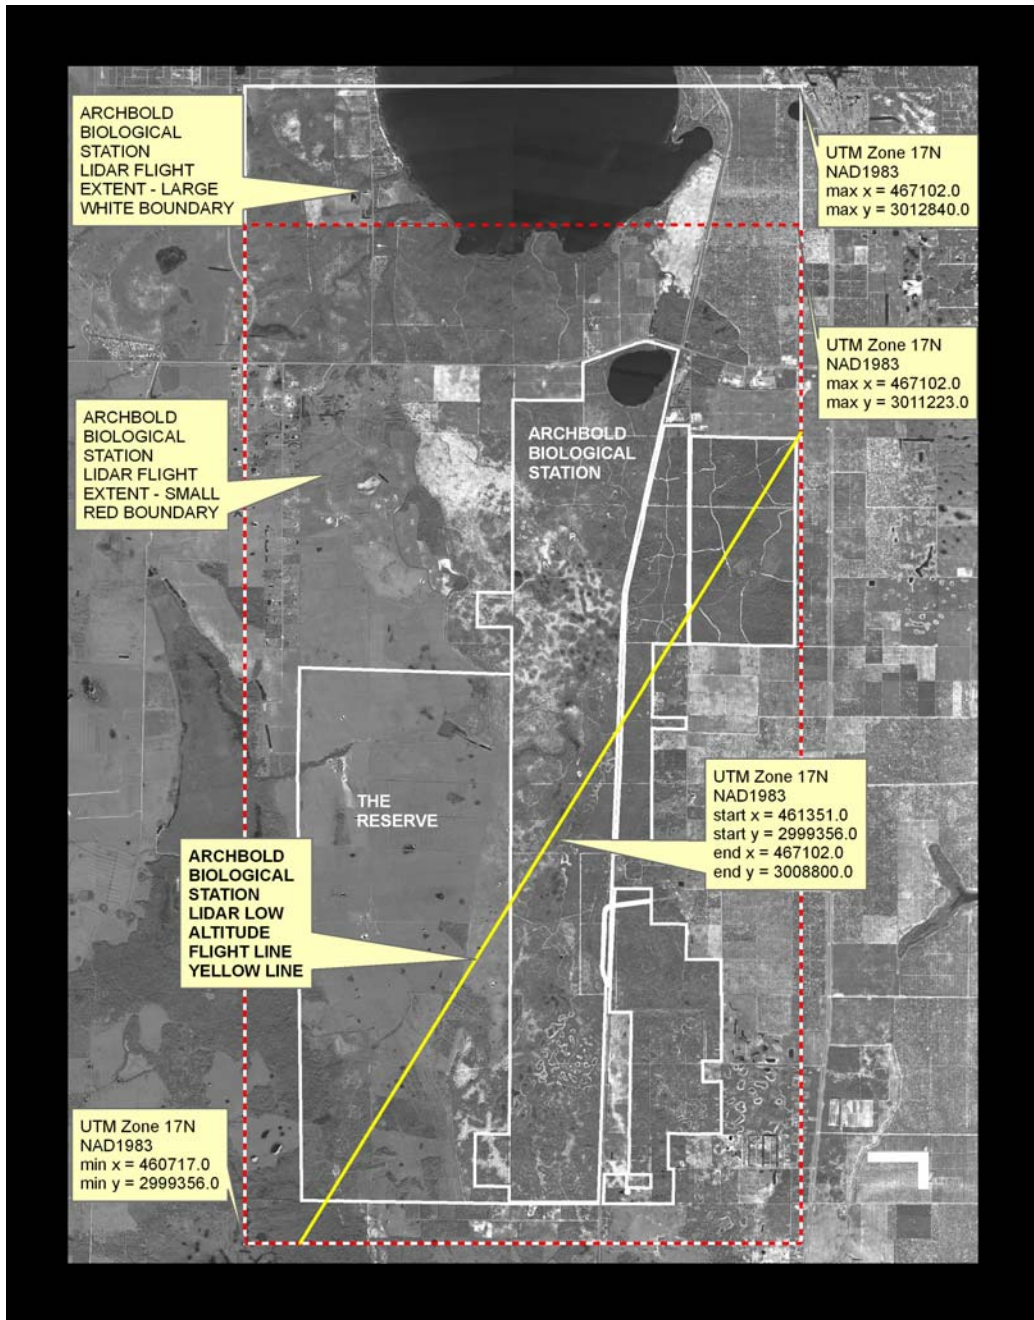 ARCHBOLD
BIOLOGICAL
STATION
LIDAR FLIGHT
EXTENT - LARGE
WHITE BOUNDARY
UTM Zone 17N
NAD1983
max x = 467102.0
max y = 3012840.0
UTM Zone 17N
NAD1983
max x = 467102.0
max y = 3011223.0
ARCHBOLD
BIOLOGICAL
STATION
LIDAR FLIGHT
EXTENT - SMALL
RED BOUNDARY
ARCHBOLD
BIOLOGICAL
STATION
UTM Zone 17N
NAD1983
start x = 461351.0
start y = 2999356.0
end x = 467102.0
end y = 3008800.0
THE
RESERVE
ARCHBOLD
BIOLOGICAL
STATION
LIDAR LOW
ALTITUDE
FLIGHT LINE
YELLOW LINE
UTM Zone 17N
NAD1983
min x = 460717.0
min y = 2999356.0